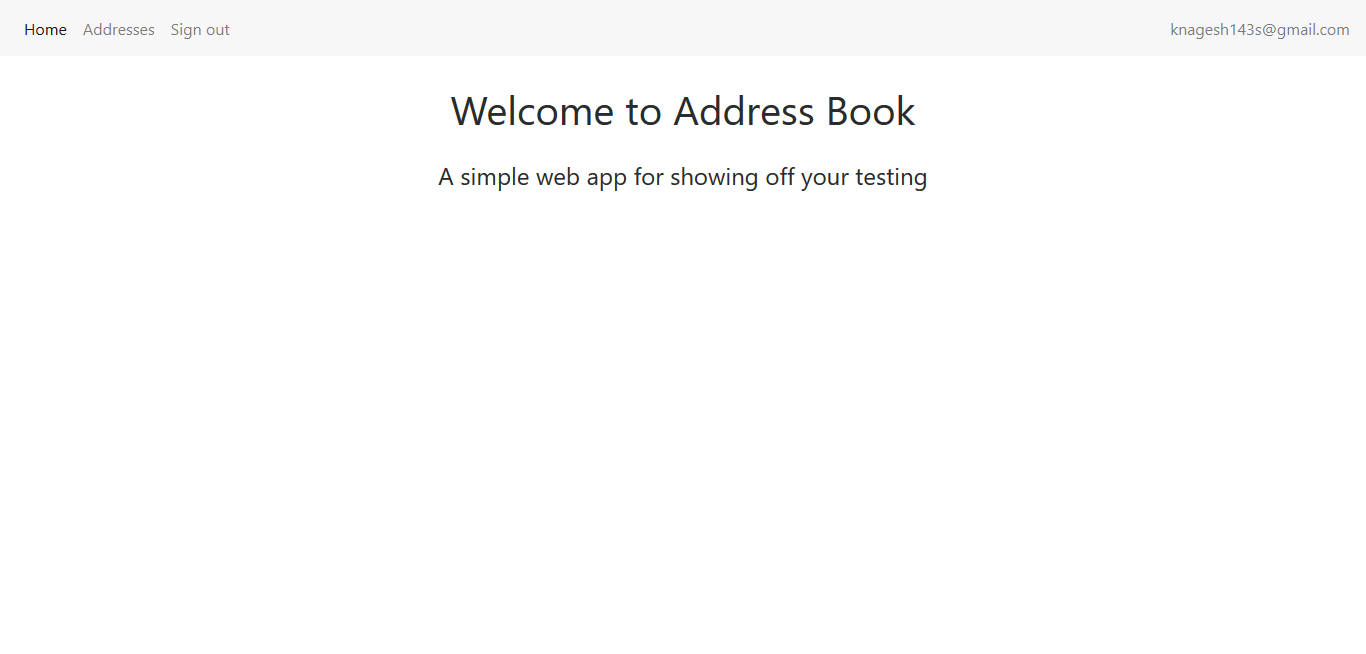 Home Addresses Sign out knagesh143s@gmail.com
Welcome to Address Book
A simple web app for showing off your testing